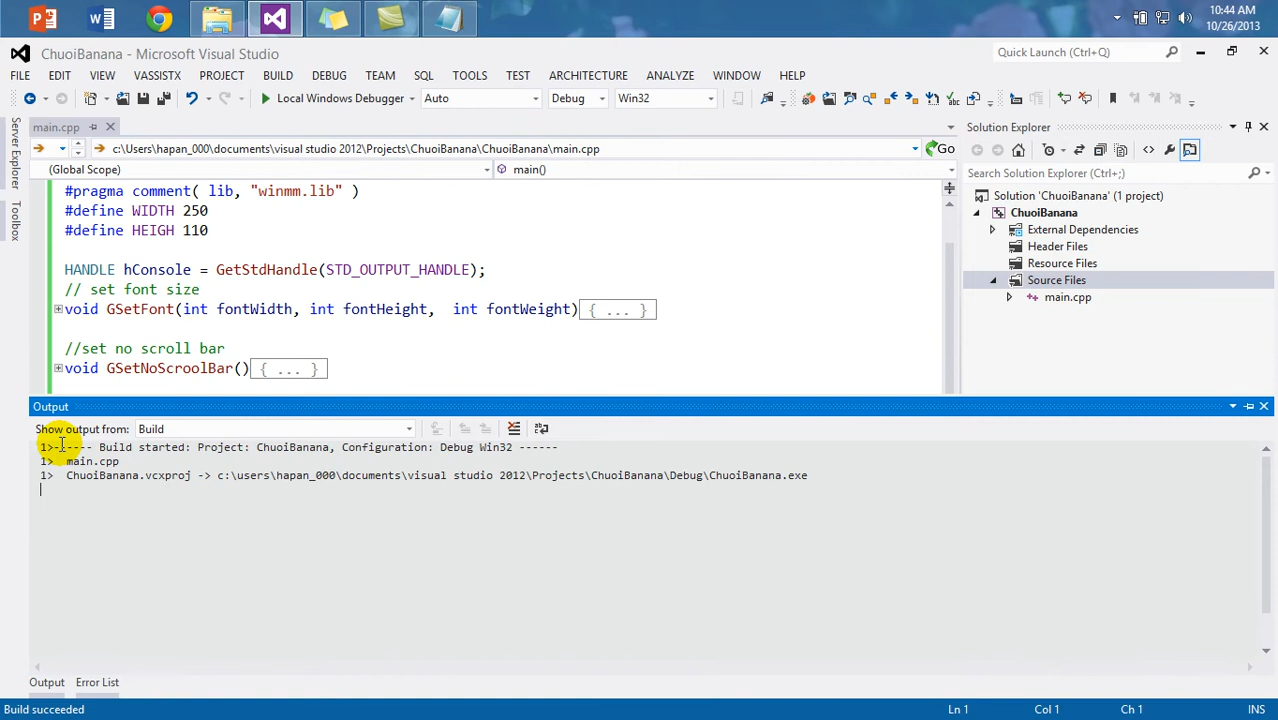 10:44 AM
10/26/2013
ChuoiBanana - Microsoft Visual Studio
Quick Launch (Ctrl+Q)
FILE EDIT VIEW VASSISTX PROJECT BUILD DEBUG TEAM SQL TOOLS TEST ARCHITECTURE ANALYZE WINDOW HELP
Local Windows Debugger Auto Debug Win32
Server Explorer
Toolbox
main.cpp
c:\Users\hapan_000\documents\visual studio 2012\Projects\ChuoiBanana\ChuoiBanana\main.cpp
Go
(Global Scope) main()
#pragma comment( lib, "winmm.lib" )
#define WIDTH 250
#define HEIGH 110
HANDLE hConsole = GetStdHandle(STD_OUTPUT_HANDLE);
// set font size
void GSetFont(int fontWidth, int fontHeight, int fontWeight){ ... }
//set no scroll bar
void GSetNoScroolBar(){ ... }
Solution Explorer
Search Solution Explorer (Ctrl+;)
Solution 'ChuoiBanana' (1 project)
ChuoiBanana
External Dependencies
Header Files
Resource Files
Source Files
main.cpp
Output
Show output from: Build
1>------ Build started: Project: ChuoiBanana, Configuration: Debug Win32 ------
1> main.cpp
1> ChuoiBanana.vcxproj -> c:\users\hapan_000\documents\visual studio 2012\Projects\ChuoiBanana\Debug\ChuoiBanana.exe
Output Error List
Build succeeded Ln 1 Col 1 Ch 1 INS